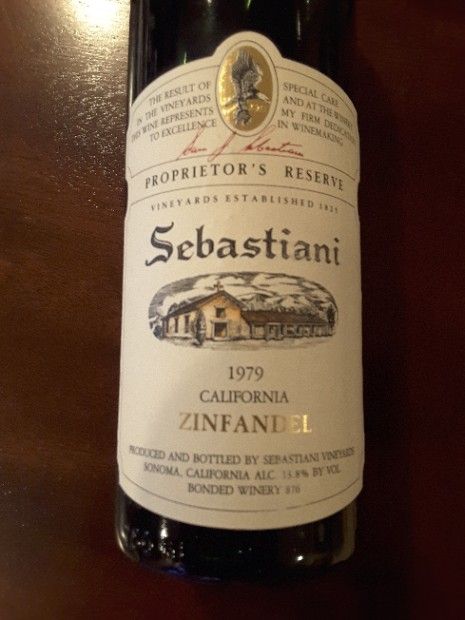 THE RESULT OF SPECIAL CARE
IN THE VINEYARDS AND AT THE WINERY
THIS WINE REPRESENTS MY FIRM DEDICATION
TO EXCELLENCE IN WINEMAKING
PROPRIETOR'S RESERVE
VINEYARDS ESTABLISHED 1825
Sebastiani
1979
CALIFORNIA
ZINFANDEL
PRODUCED AND BOTTLED BY SEBASTIANI VINEYARDS
SONOMA, CALIFORNIA ALC. 13.8% BY VOL
BONDED WINERY 876